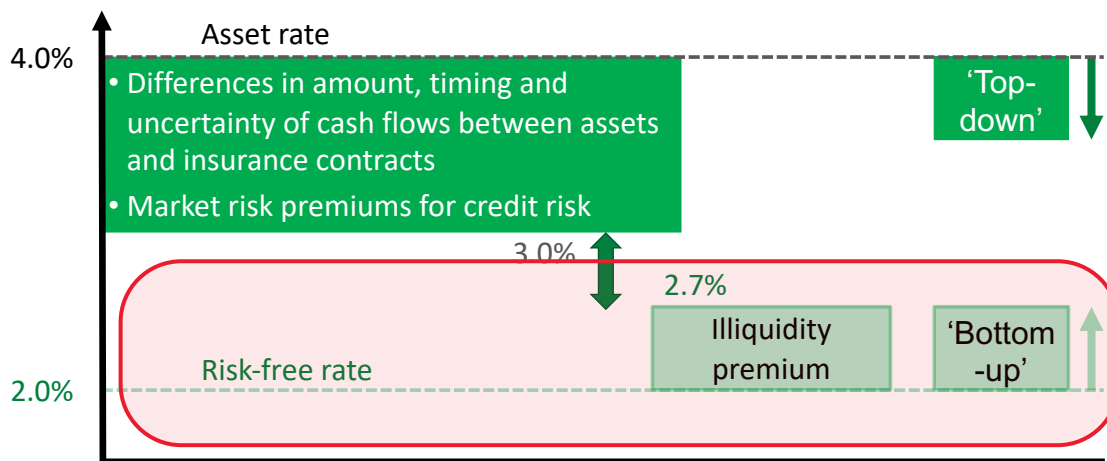 Asset rate
4.0%
• Differences in amount, timing and
uncertainty of cash flows between assets
and insurance contracts
• Market risk premiums for credit risk
‘Top-
down’
3.0%
2.7%
Illiquidity
premium
‘Bottom
-up’
Risk-free rate
2.0%